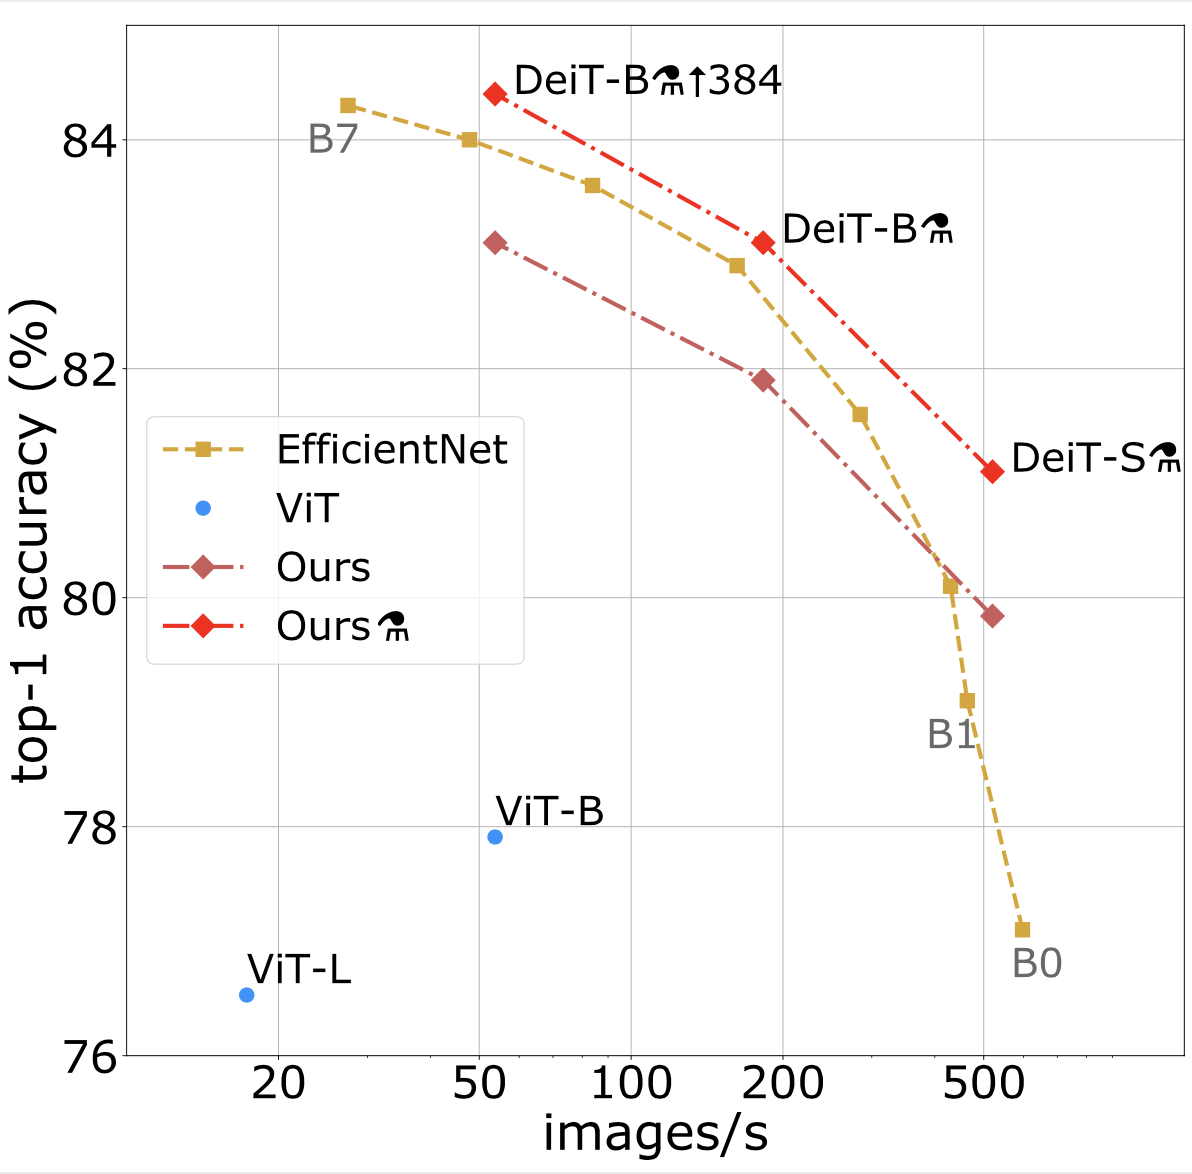 DeiT-B⚗↑384
84
B7
DeiT-B⚗
top-1 accuracy (%)
82
EfficientNet
DeiT-S⚗
ViT
Ours
80
Ours⚗
B1
ViT-B
78
ViT-L
B0
76
20 50 100 200 500
images/s